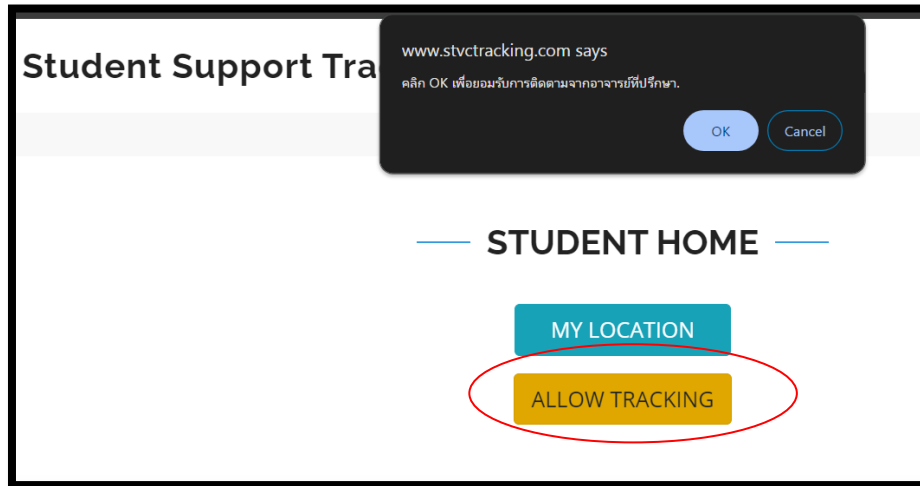 Student Support Tra
www.stvctracking.com says
คลิก OK เพื่อยอมรับการติดตามจากอาจารย์ที่ปรึกษา.
OK Cancel
STUDENT HOME
MY LOCATION
ALLOW TRACKING